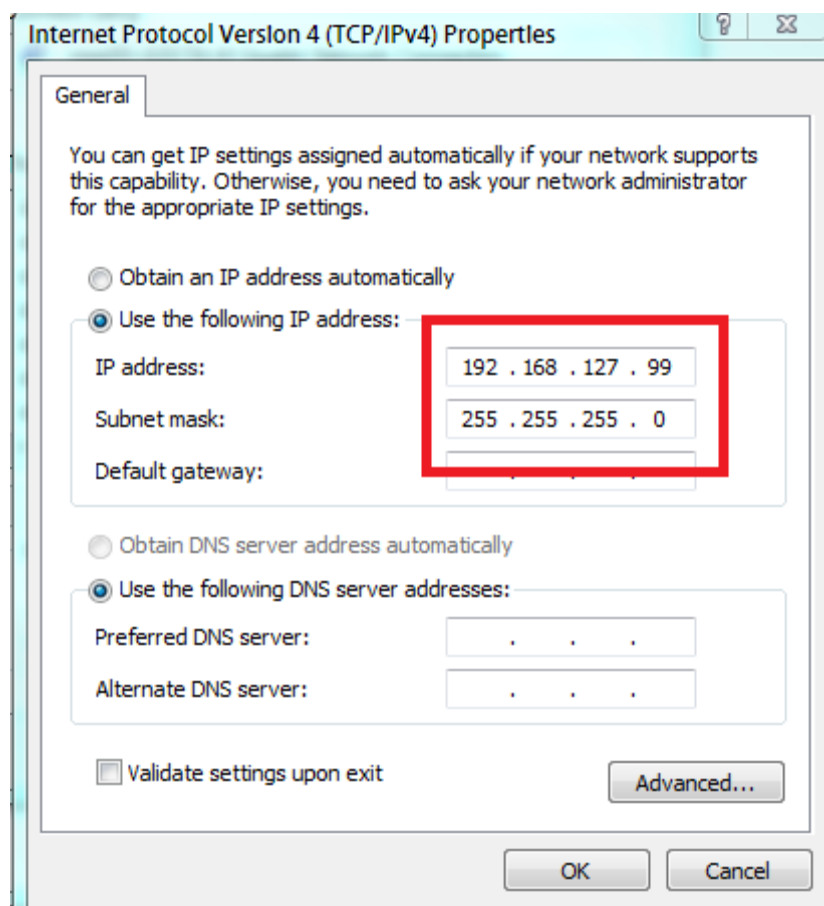 Internet Protocol Version 4 (TCP/IPv4) Properties
General
You can get IP settings assigned automatically if your network supports
this capability. Otherwise, you need to ask your network administrator
for the appropriate IP settings.
Obtain an IP address automatically
Use the following IP address:
IP address: 192 . 168 . 127 . 99
Subnet mask: 255 . 255 . 255 . 0
Default gateway: . . .
Obtain DNS server address automatically
Use the following DNS server addresses:
Preferred DNS server: . . .
Alternate DNS server: . . .
Validate settings upon exit
Advanced...
OK Cancel